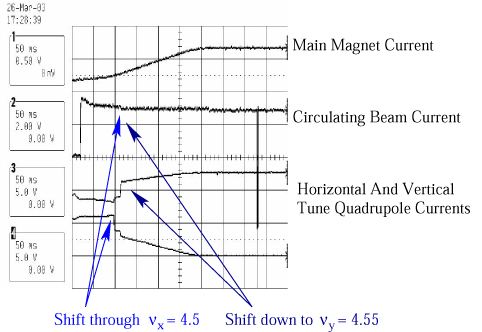 26-Mar-03
17:28:39
1
50 ms
0.50 V
0mV
Main Magnet Current
2
50 ms
2.00 V
0.00 V
Circulating Beam Current
3
50 ms
5.0 V
0.00 V
Horizontal And Vertical
Tune Quadrupole Currents
4
50 ms
5.0 V
0.00 V
Shift through νx = 4.5
Shift down to νy = 4.55